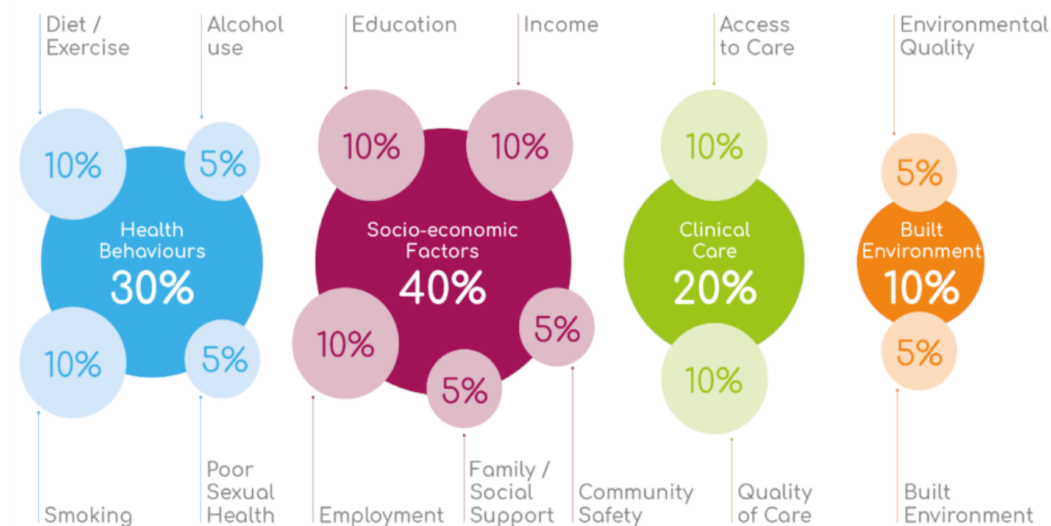 Diet /
Exercise
Alcohol
use
Education
Income
Access
to Care
Environmental
Quality
10%
5%
10%
10%
10%
5%
Health
Behaviours
30%
Socio-economic
Factors
40%
Clinical
Care
20%
Built
Environment
10%
10%
5%
10%
5%
5%
10%
5%
Smoking
Poor
Sexual
Health
Employment
Family /
Social
Support
Community
Safety
Quality
of Care
Built
Environment